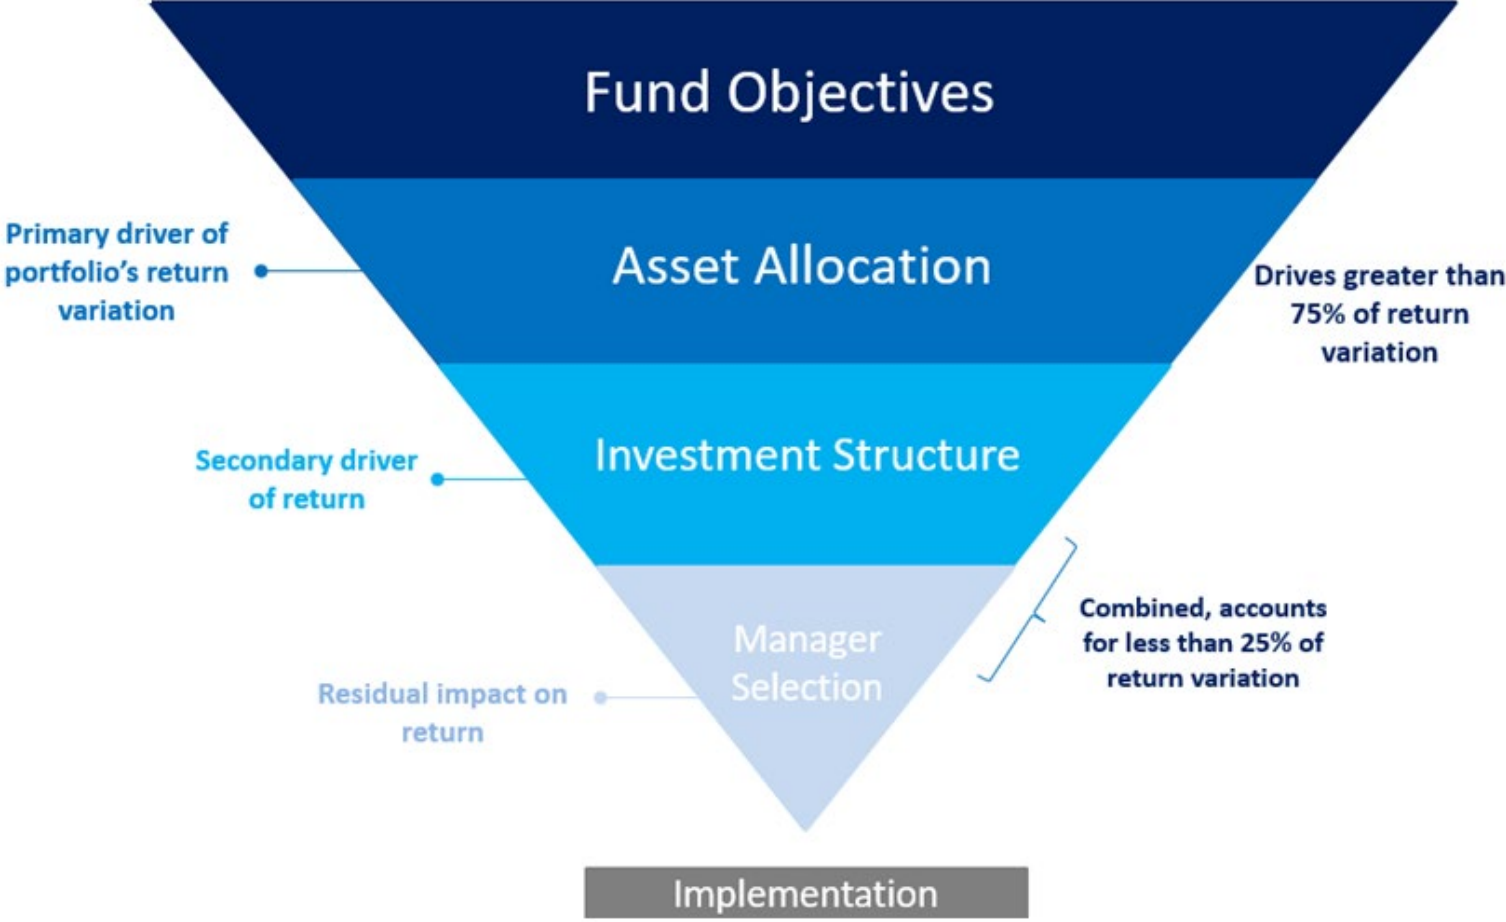 Fund Objectives
Primary driver of
portfolio’s return
variation
Asset Allocation
Drives greater than
75% of return
variation
Secondary driver
of return
Investment Structure
Manager
Selection
Combined, accounts
for less than 25% of
return variation
Residual impact on
return
Implementation